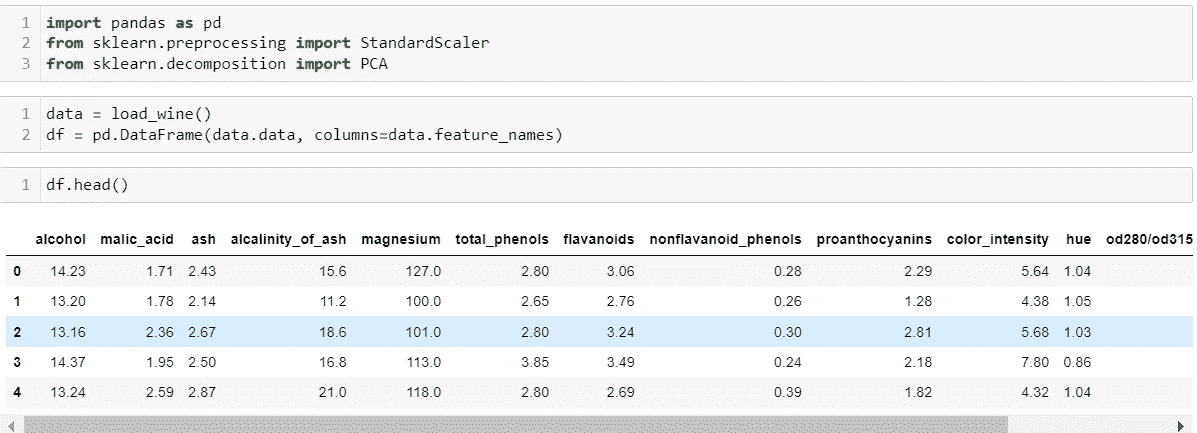 1 import pandas as pd
2 from sklearn.preprocessing import StandardScaler
3 from sklearn.decomposition import PCA
1 data = load_wine()
2 df = pd.DataFrame(data.data, columns=data.feature_names)
1 df.head()
alcohol malic_acid ash alcalinity_of_ash magnesium total_phenols flavanoids nonflavanoid_phenols proanthocyanins color_intensity hue od280/od315
0 14.23 1.71 2.43 15.6 127.0 2.80 3.06 0.28 2.29 5.64 1.04
1 13.20 1.78 2.14 11.2 100.0 2.65 2.76 0.26 1.28 4.38 1.05
2 13.16 2.36 2.67 18.6 101.0 2.80 3.24 0.30 2.81 5.68 1.03
3 14.37 1.95 2.50 16.8 113.0 3.85 3.49 0.24 2.18 7.80 0.86
4 13.24 2.59 2.87 21.0 118.0 2.80 2.69 0.39 1.82 4.32 1.04